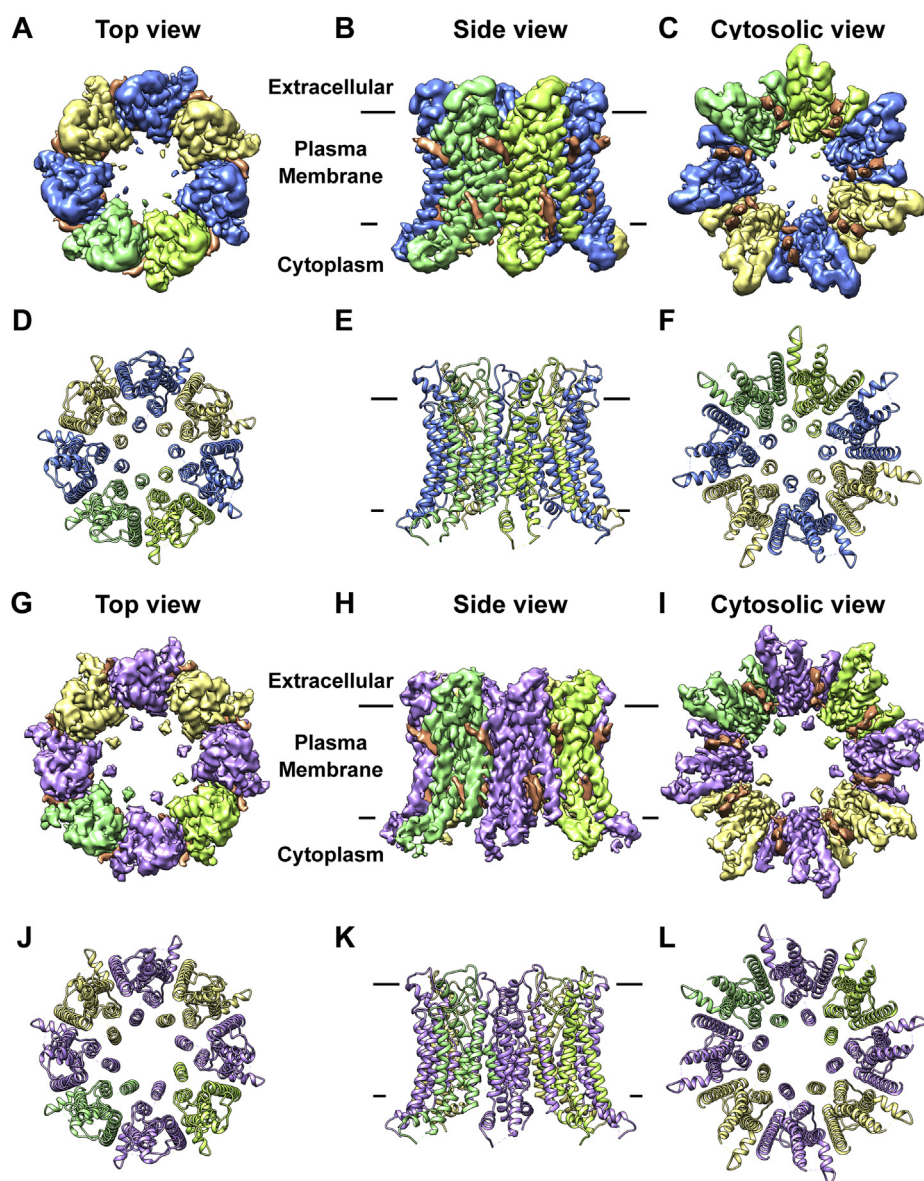 A Top view B Side view C Cytosolic view
Extracellular
Plasma
Membrane
Cytoplasm
D E F
G Top view H Side view I Cytosolic view
Extracellular
Plasma
Membrane
Cytoplasm
J K L